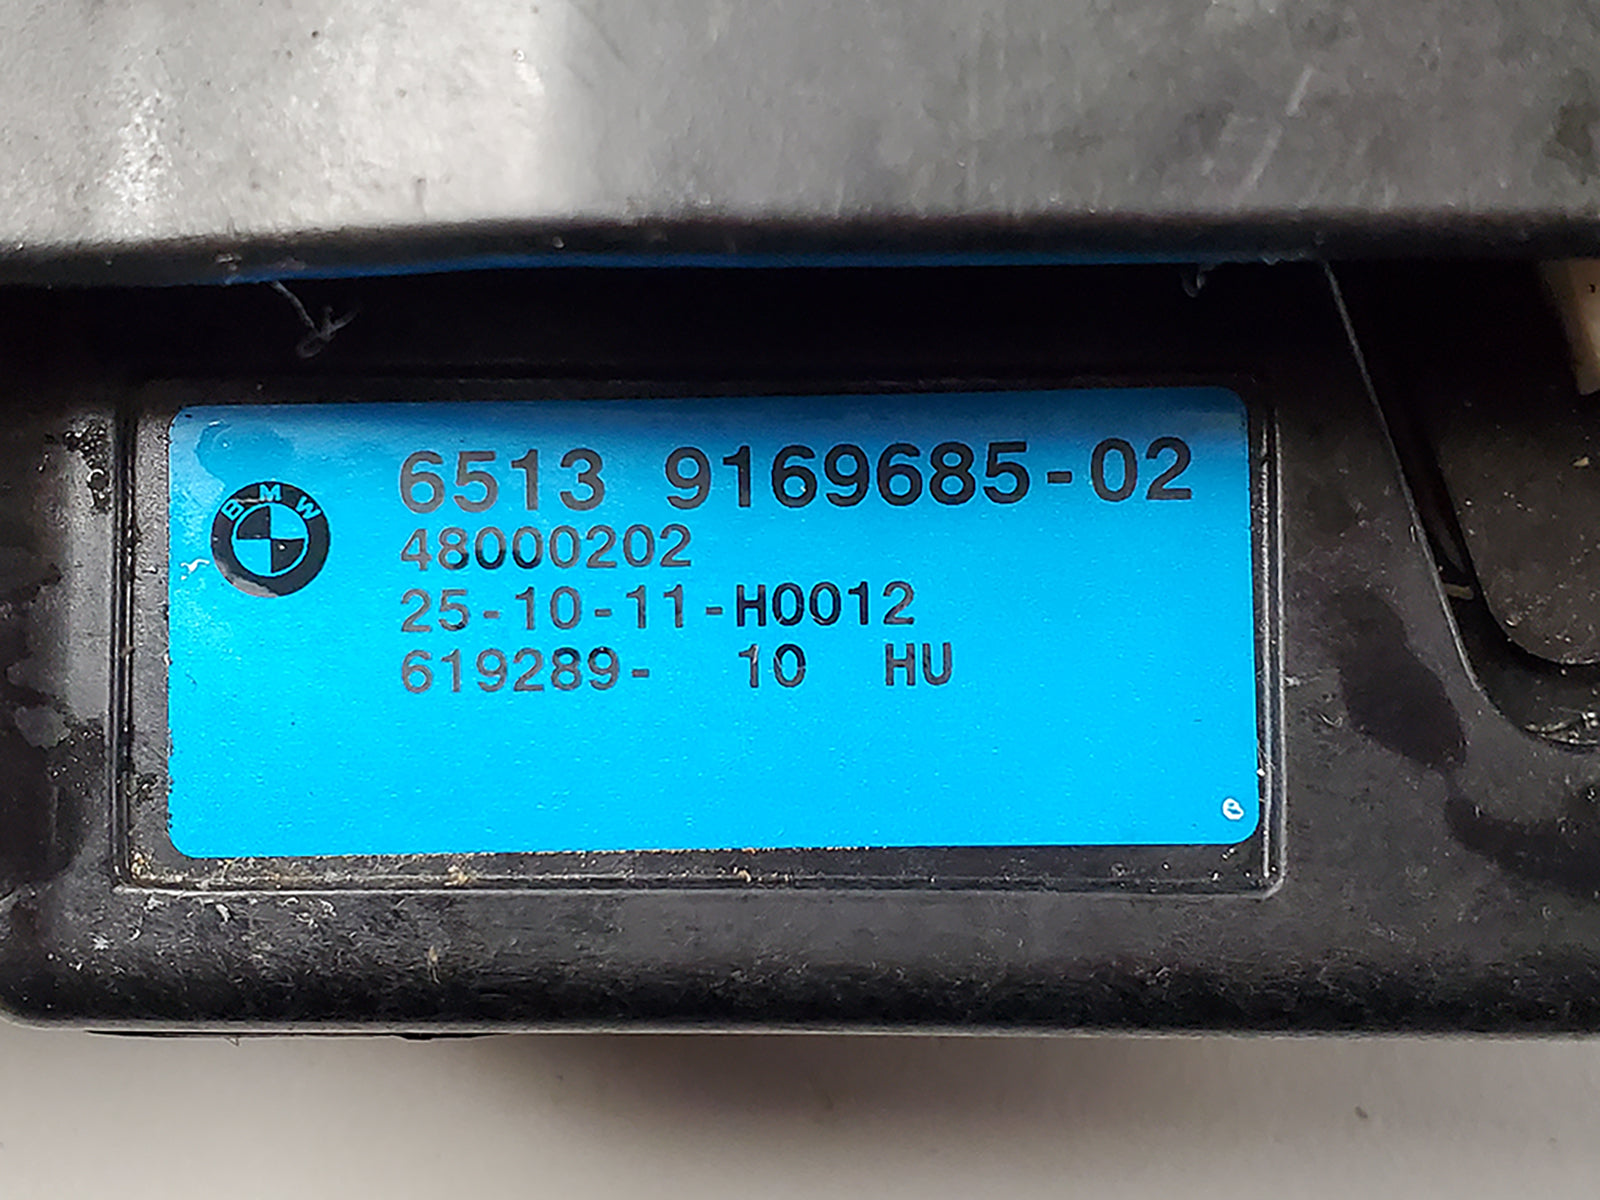 BMW
6513 9169685-02
48000202
25-10-11-H0012
619289- 10 HU